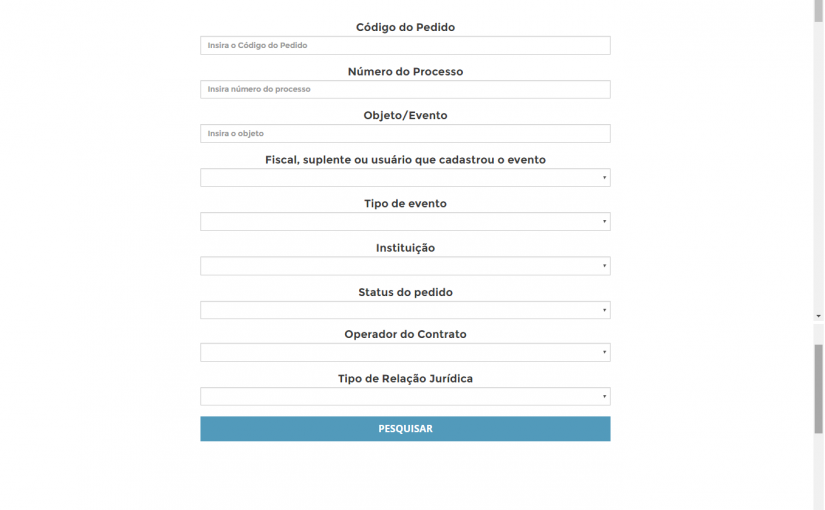 Código do Pedido
Insira o Código do Pedido
Número do Processo
Insira número do processo
Objeto/Evento
Insira o objeto
Fiscal, suplente ou usuário que cadastrou o evento
Tipo de evento
Instituição
Status do pedido
Operador do Contrato
Tipo de Relação Jurídica
PESQUISAR